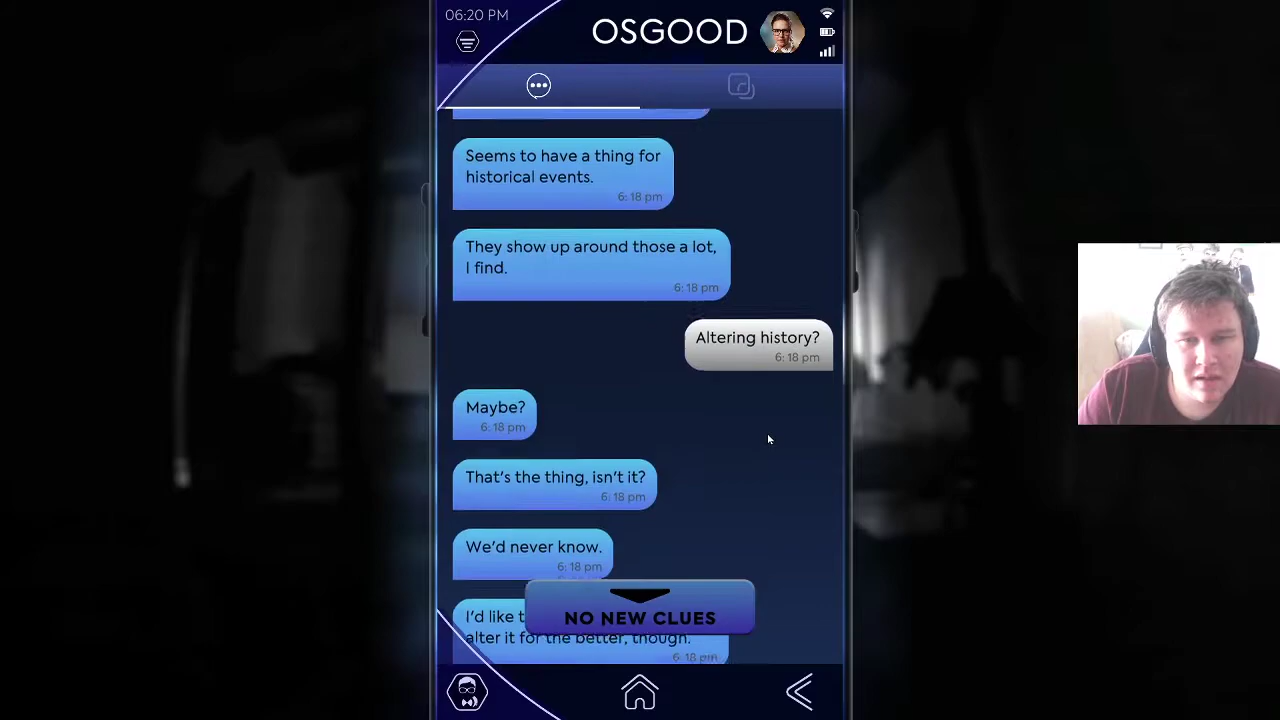 06:20 PM
OSGOOD
Seems to have a thing for
historical events.
6:18 pm
They show up around those a lot,
I find.
6:18 pm
Altering history?
6:18 pm
Maybe?
6:18 pm
That's the thing, isn't it?
6:18 pm
We'd never know.
6:18 pm
I'd like t
alter it for the better, though.
6:18 pm
NO NEW CLUES